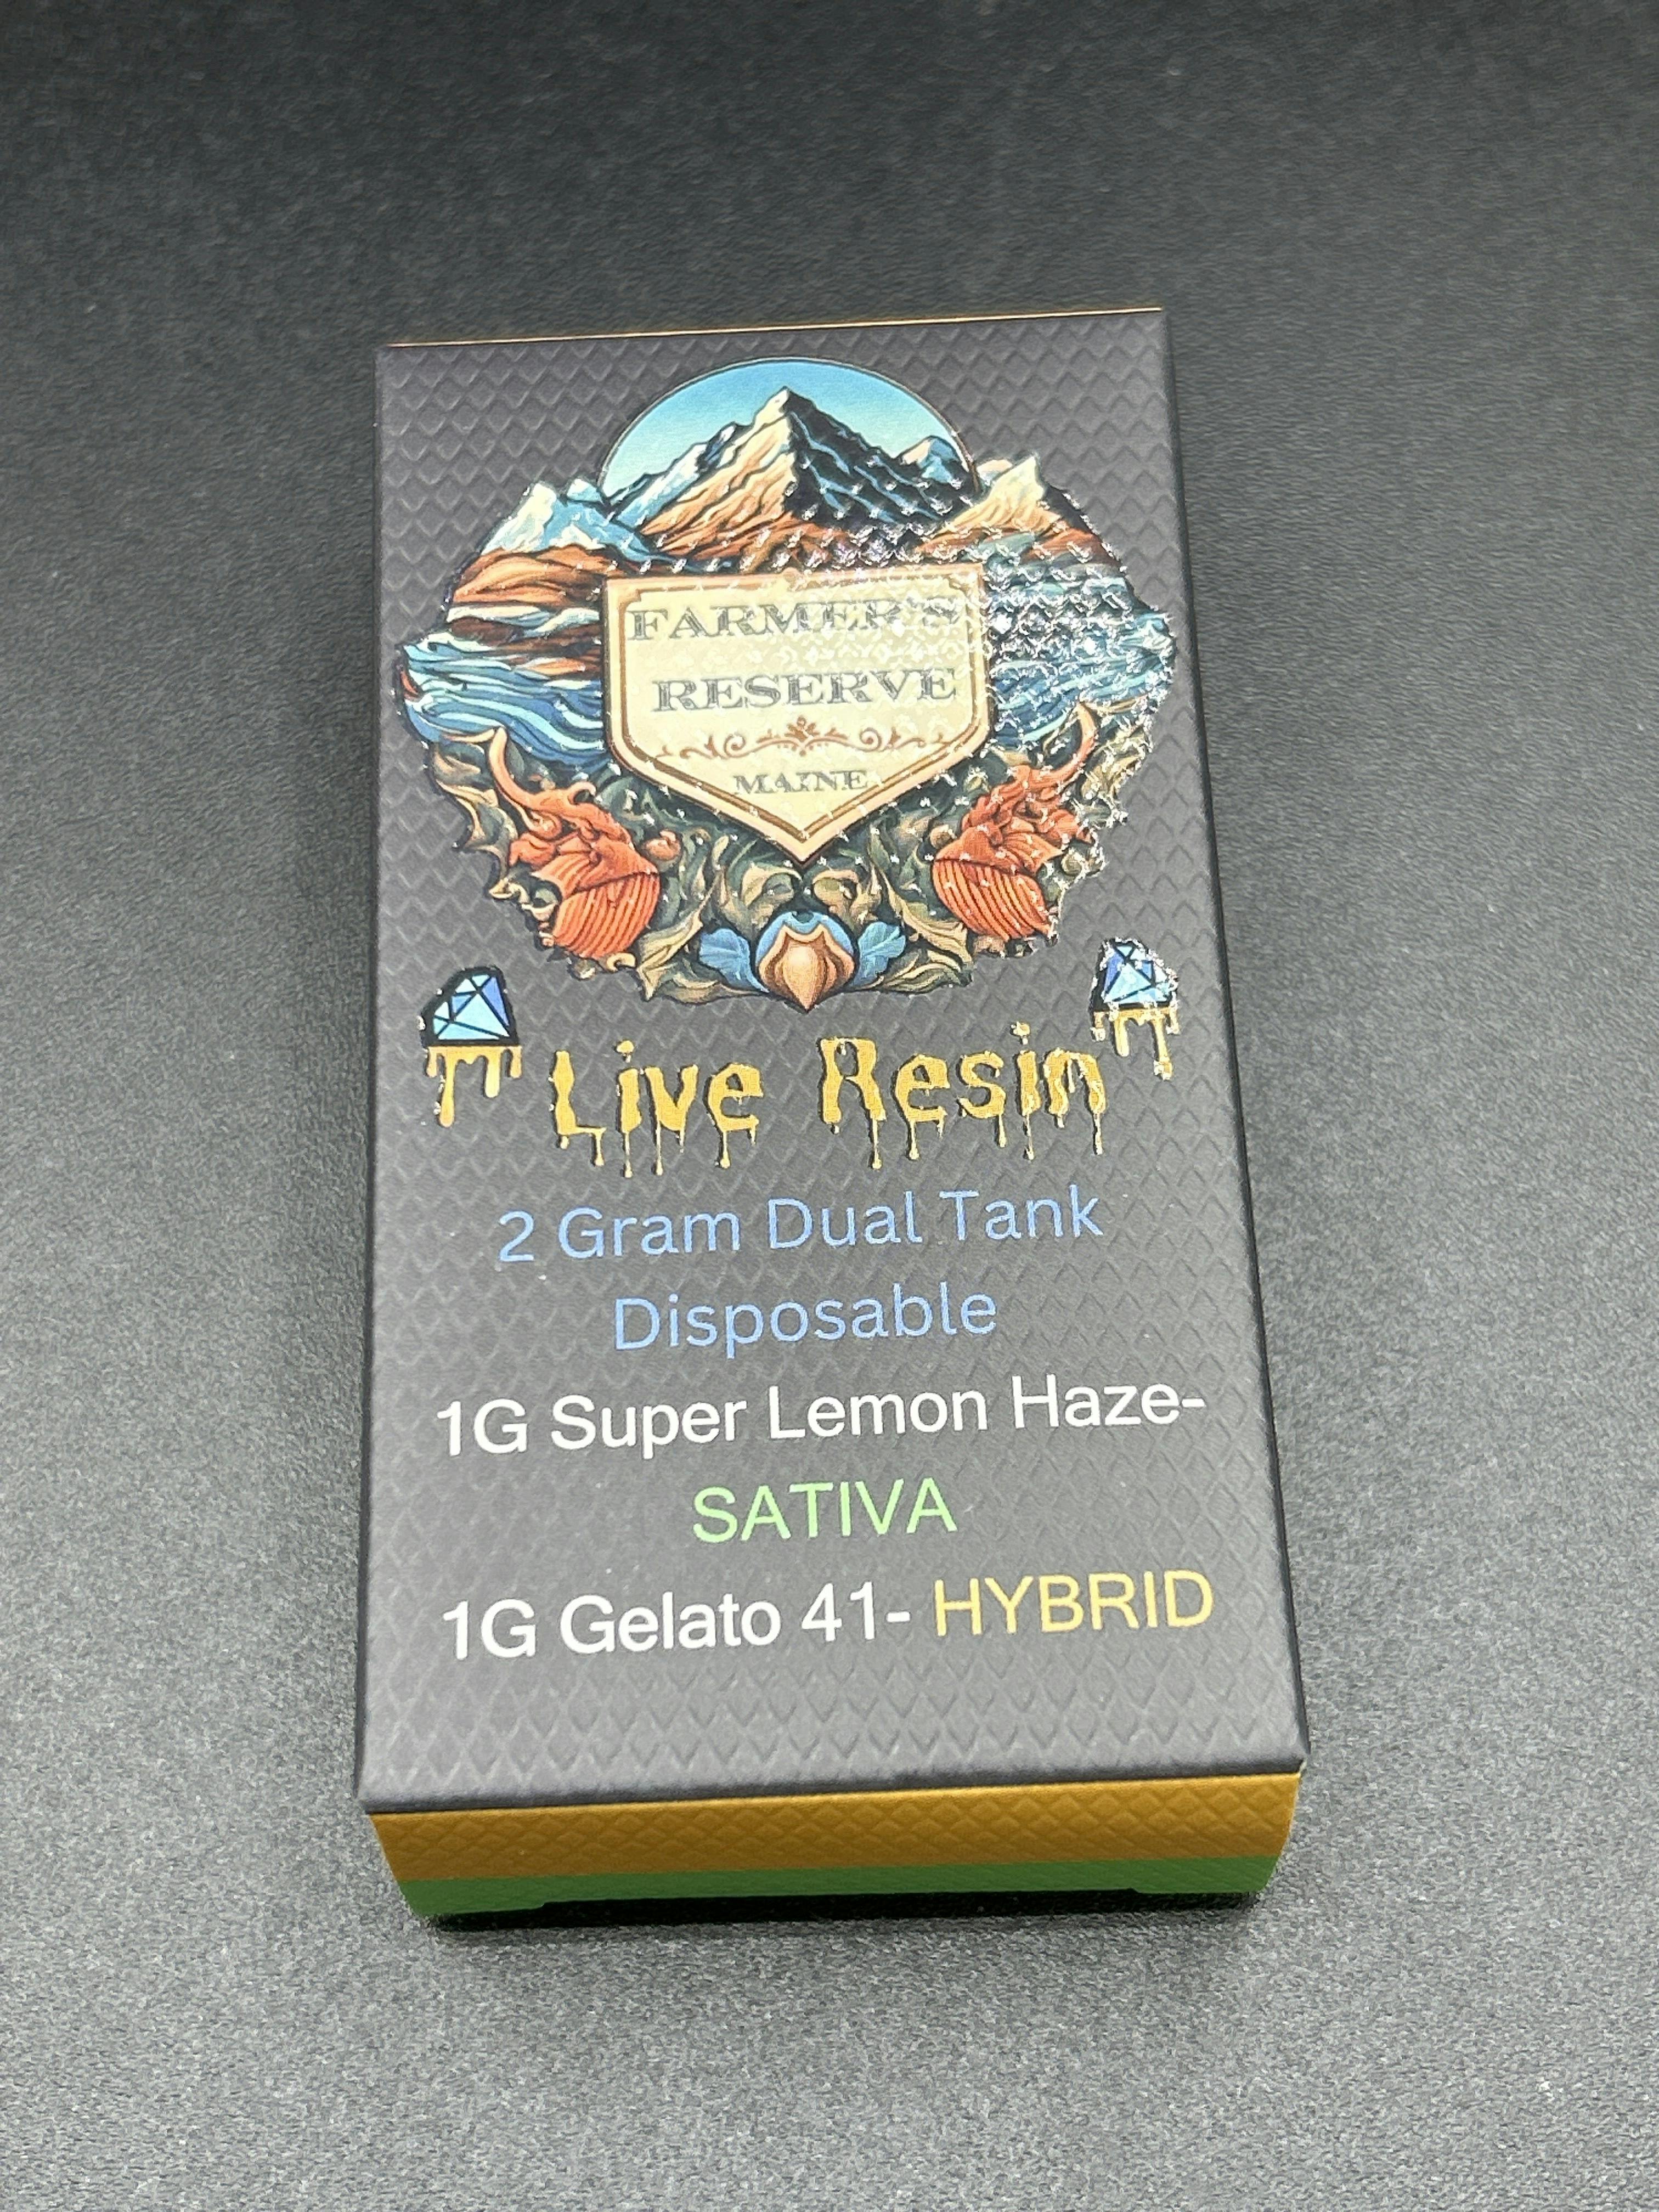 FARMER'S
RESERVE
MAINE
Live Resin
2 Gram Dual Tank
Disposable
1G Super Lemon Haze-
SATIVA
1G Gelato 41- HYBRID